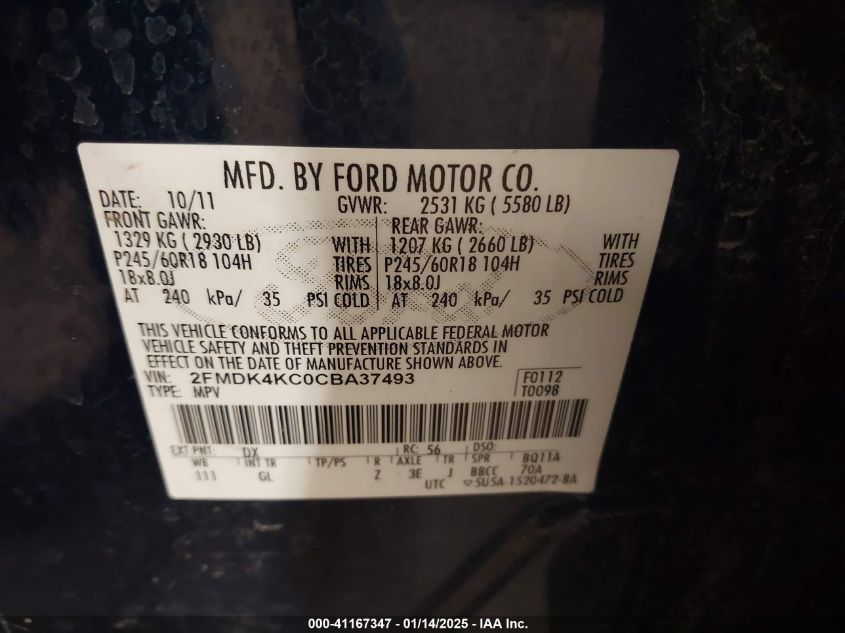 MFD. BY FORD MOTOR CO.
DATE: 10/11 GVWR: 2531 KG ( 5580 LB)
FRONT GAWR: REAR GAWR:
1329 KG ( 2930 LB) WITH 1207 KG ( 2660 LB) WITH
P245/60R18 104H TIRES P245/60R18 104H TIRES
18x8.0J RIMS 18x8.0J RIMS
AT 240 kPa/ 35 PSI COLD AT 240 kPa/ 35 PSI COLD
THIS VEHICLE CONFORMS TO ALL APPLICABLE FEDERAL MOTOR
VEHICLE SAFETY AND THEFT PREVENTION STANDARDS IN
EFFECT ON THE DATE OF MANUFACTURE SHOWN ABOVE.
VIN: 2FMDK4KC0CBA37493 F0112
TYPE: MPV T0098
EXT PNT: DX RC: 56 DSO:
WB INT TR TP/PS R AXLE TR SPR BQ11A
GL Z 3E J BBCC 70A
UTC ▽5U5A-1520472-BA
000-41167347 - 01/14/2025 - IAA Inc.